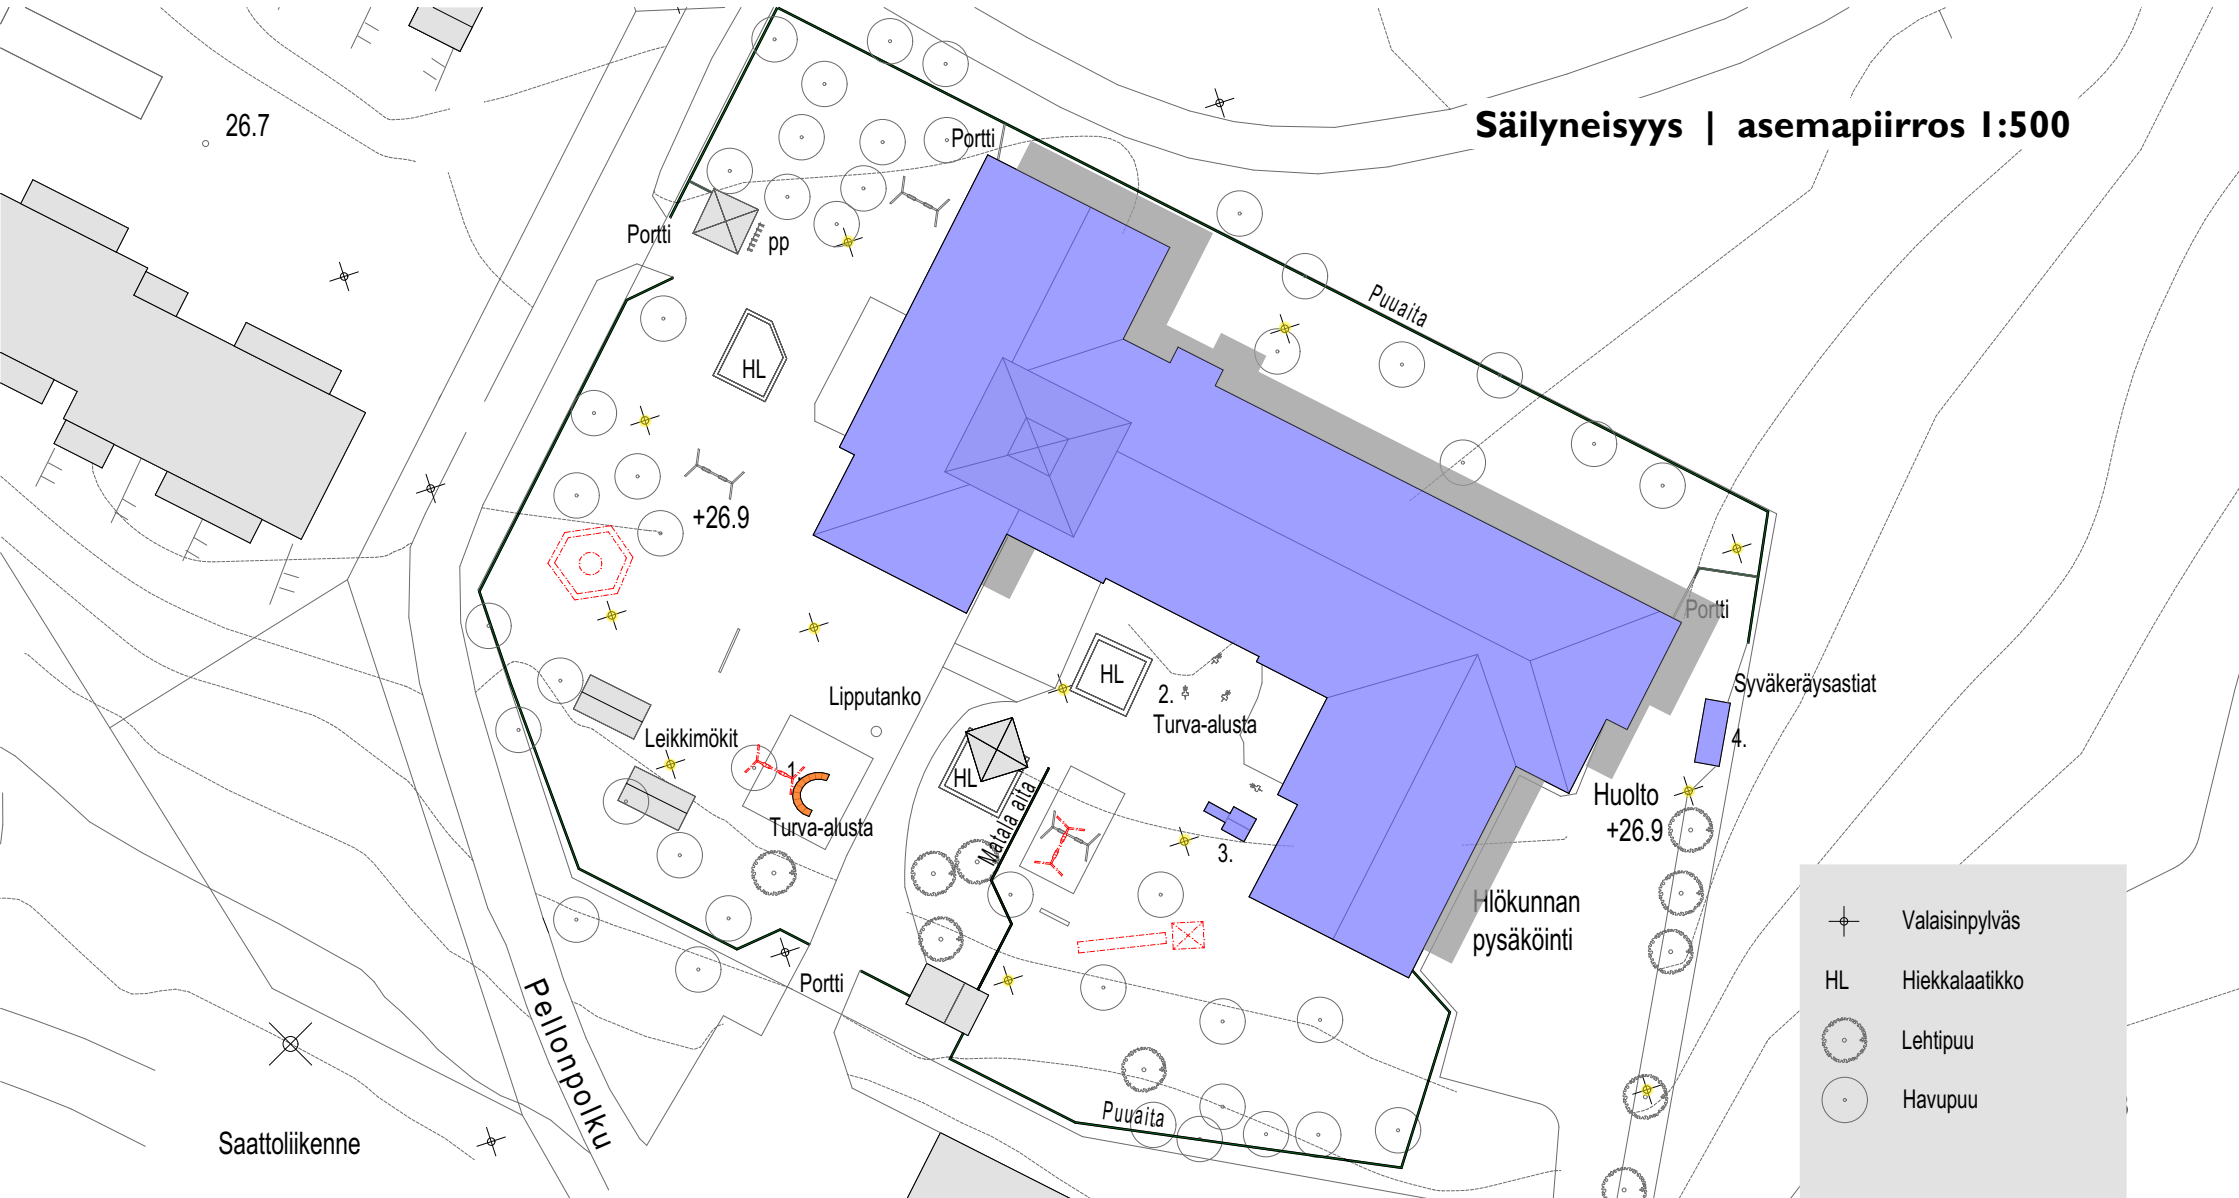 Säilyneisyys | asemapiirros 1:500
26.7
Portti
Portti
pp
Puuaita
HL
+26.9
Portti
HL
2.
Turva-alusta
Syväkeräysastiat
4.
Lipputanko
Leikkimökit
1.
HL
Matala aita
Turva-alusta
3.
Huolto
+26.9
Hlökunnan
pysäköinti
Portti
Pellonpolku
Puuaita
Saattoliikenne
Valaisinpylväs
HL Hiekkalaatikko
Lehtipuu
Havupuu